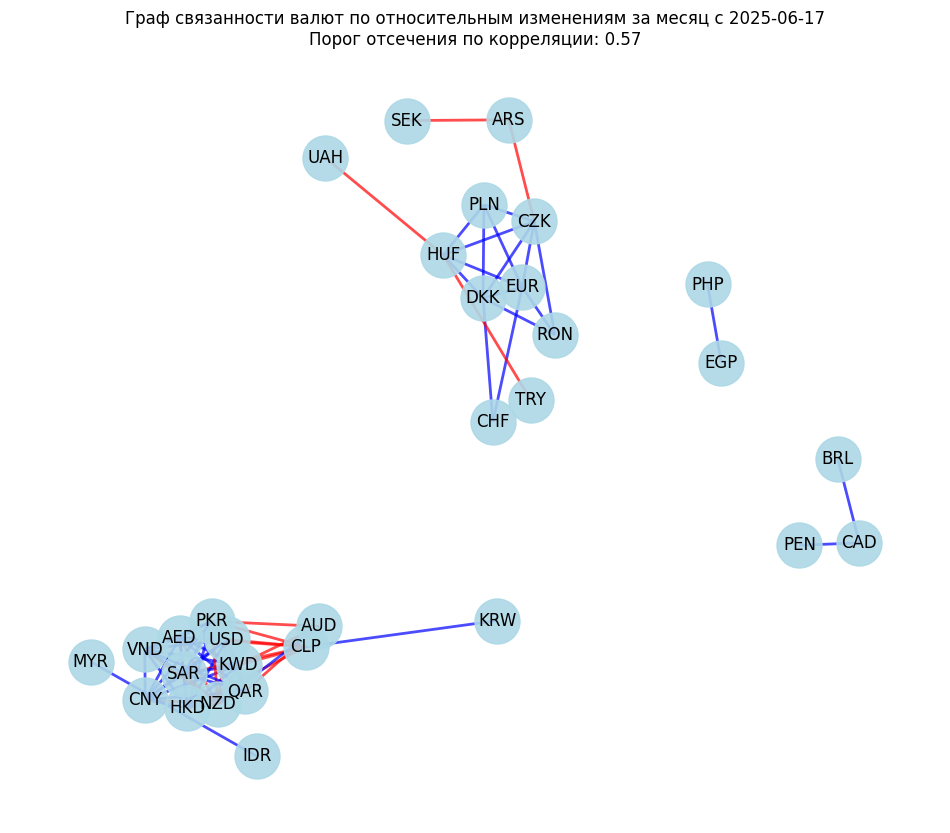 Граф связанности валют по относительным изменениям за месяц с 2025-06-17
Порог отсечения по корреляции: 0.57
SEK
ARS
UAH
PLN
CZK
HUF
EUR
DKK
PHP
RON
EGP
TRY
CHF
BRL
PEN
CAD
PKR
KRW
AUD
AED
USD
CLP
VND
MYR
KWD
SAR
QAR
CNY
NZD
HKD
IDR